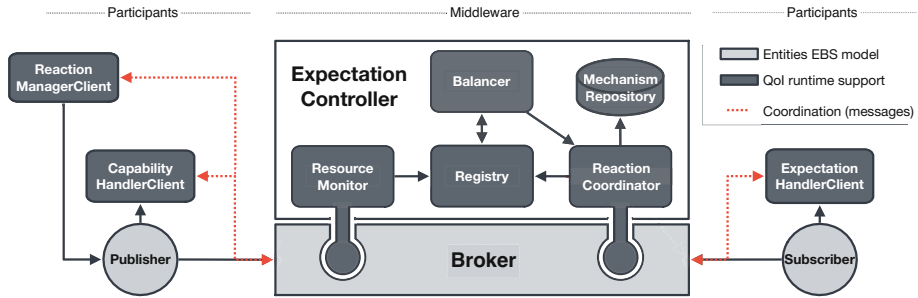 Participants
Middleware
Participants
Reaction
ManagerClient
Expectation
Controller
Balancer
Mechanism
Repository
Entities EBS model
QoI runtime support
Coordination (messages)
Capability
HandlerClient
Resource
Monitor
Registry
Reaction
Coordinator
Expectation
HandlerClient
Publisher
Broker
Subscriber